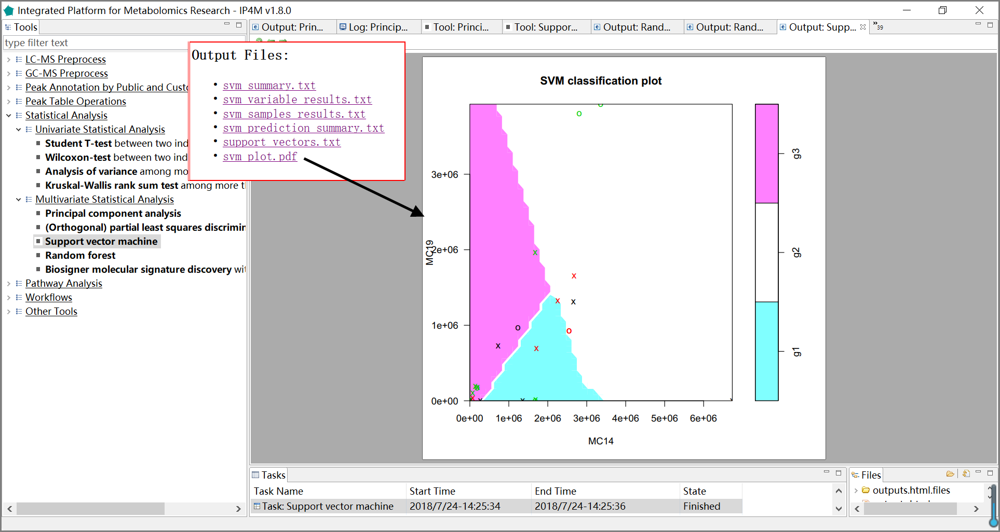 Integrated Platform for Metabolomics Research - IP4M v1.8.0
Tools
type filter text
LC-MS Preprocess
GC-MS Preprocess
Peak Annotation by Public and Custo
Peak Table Operations
Statistical Analysis
Univariate Statistical Analysis
Student T-test between two ind
Wilcoxon-test between two ind
Analysis of variance among mo
Kruskal-Wallis rank sum test among more t
Multivariate Statistical Analysis
Principal component analysis
(Orthogonal) partial least squares discrimin
Support vector machine
Random forest
Biosigner molecular signature discovery wit
Pathway Analysis
Workflows
Other Tools
Output: Prin...
Log: Princip...
Tool: Princi...
Tool: Suppor...
Output: Rand...
Output: Rand...
Output: Supp...
»39
Output Files:
• svm_summary.txt
• svm_variable_results.txt
• svm_samples_results.txt
• svm_prediction_summary.txt
• support_vectors.txt
• svm_plot.pdf
SVM classification plot
MC19
3e+06
2e+06
1e+06
0e+00
0e+00 1e+06 2e+06 3e+06 4e+06 5e+06 6e+06
MC14
g3
g2
g1
Tasks
Task Name Start Time End Time State
Task: Support vector machine 2018/7/24-14:25:34 2018/7/24-14:25:36 Finished
Files
outputs.html.files